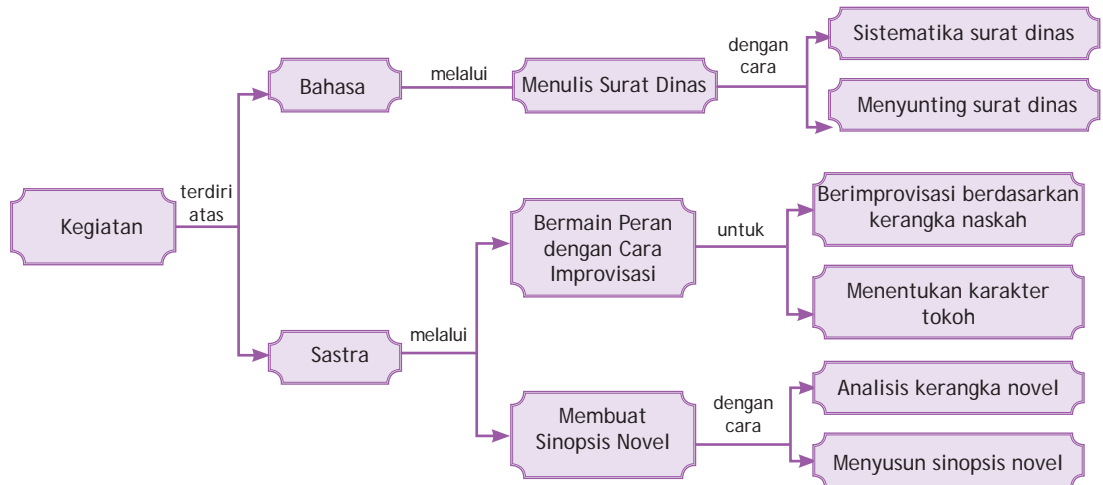 Kegiatan
terdiri
atas
Bahasa
melalui
Menulis Surat Dinas
dengan
cara
Sistematika surat dinas
Menyunting surat dinas
Sastra
melalui
Bermain Peran
dengan Cara
Improvisasi
untuk
Berimprovisasi berdasarkan
kerangka naskah
Menentukan karakter
tokoh
Membuat
Sinopsis Novel
dengan
cara
Analisis kerangka novel
Menyusun sinopsis novel